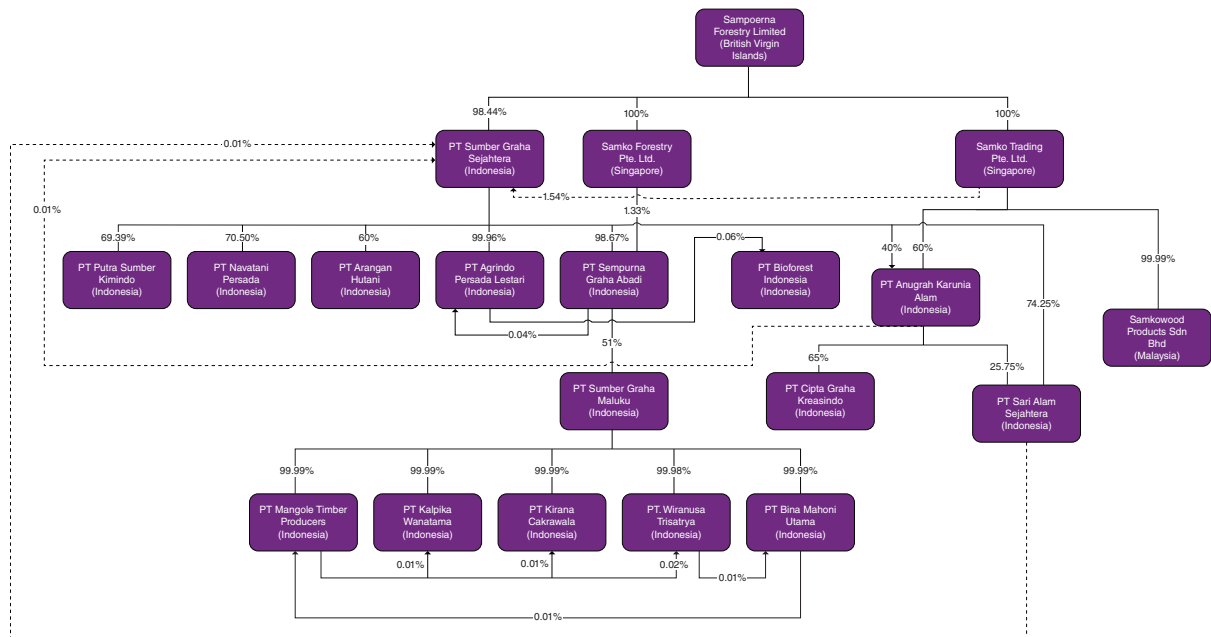 Sampoerna
Forestry Limited
(British Virgin
Islands)
98.44%
100%
100%
0.01%
PT Sumber Graha
Sejahtera
(Indonesia)
Samko Forestry
Pte. Ltd.
(Singapore)
Samko Trading
Pte. Ltd.
(Singapore)
1.54%
0.01%
1.33%
69.39%
70.50%
60%
99.96%
98.67%
0.06%
40%
60%
99.99%
PT Putra Sumber
Kimindo
(Indonesia)
PT Navatani
Persada
(Indonesia)
PT Arangan
Hutani
(Indonesia)
PT Agrindo
Persada Lestari
(Indonesia)
PT Sempurna
Graha Abadi
(Indonesia)
PT Bioforest
Indonesia
(Indonesia)
PT Anugrah Karunia
Alam
(Indonesia)
74.25%
Samkowood
Products Sdn
Bhd
(Malaysia)
0.04%
51%
65%
25.75%
PT Sumber Graha
Maluku
(Indonesia)
PT Cipta Graha
Kreasindo
(Indonesia)
PT Sari Alam
Sejahtera
(Indonesia)
99.99%
99.99%
99.99%
99.98%
99.99%
PT Mangole Timber
Producers
(Indonesia)
PT Kalpika
Wanatama
(Indonesia)
PT Kirana
Cakrawala
(Indonesia)
PT. Wiranusa
Trisatrya
(Indonesia)
PT Bina Mahoni
Utama
(Indonesia)
0.01%
0.01%
0.02%
0.01%
0.01%